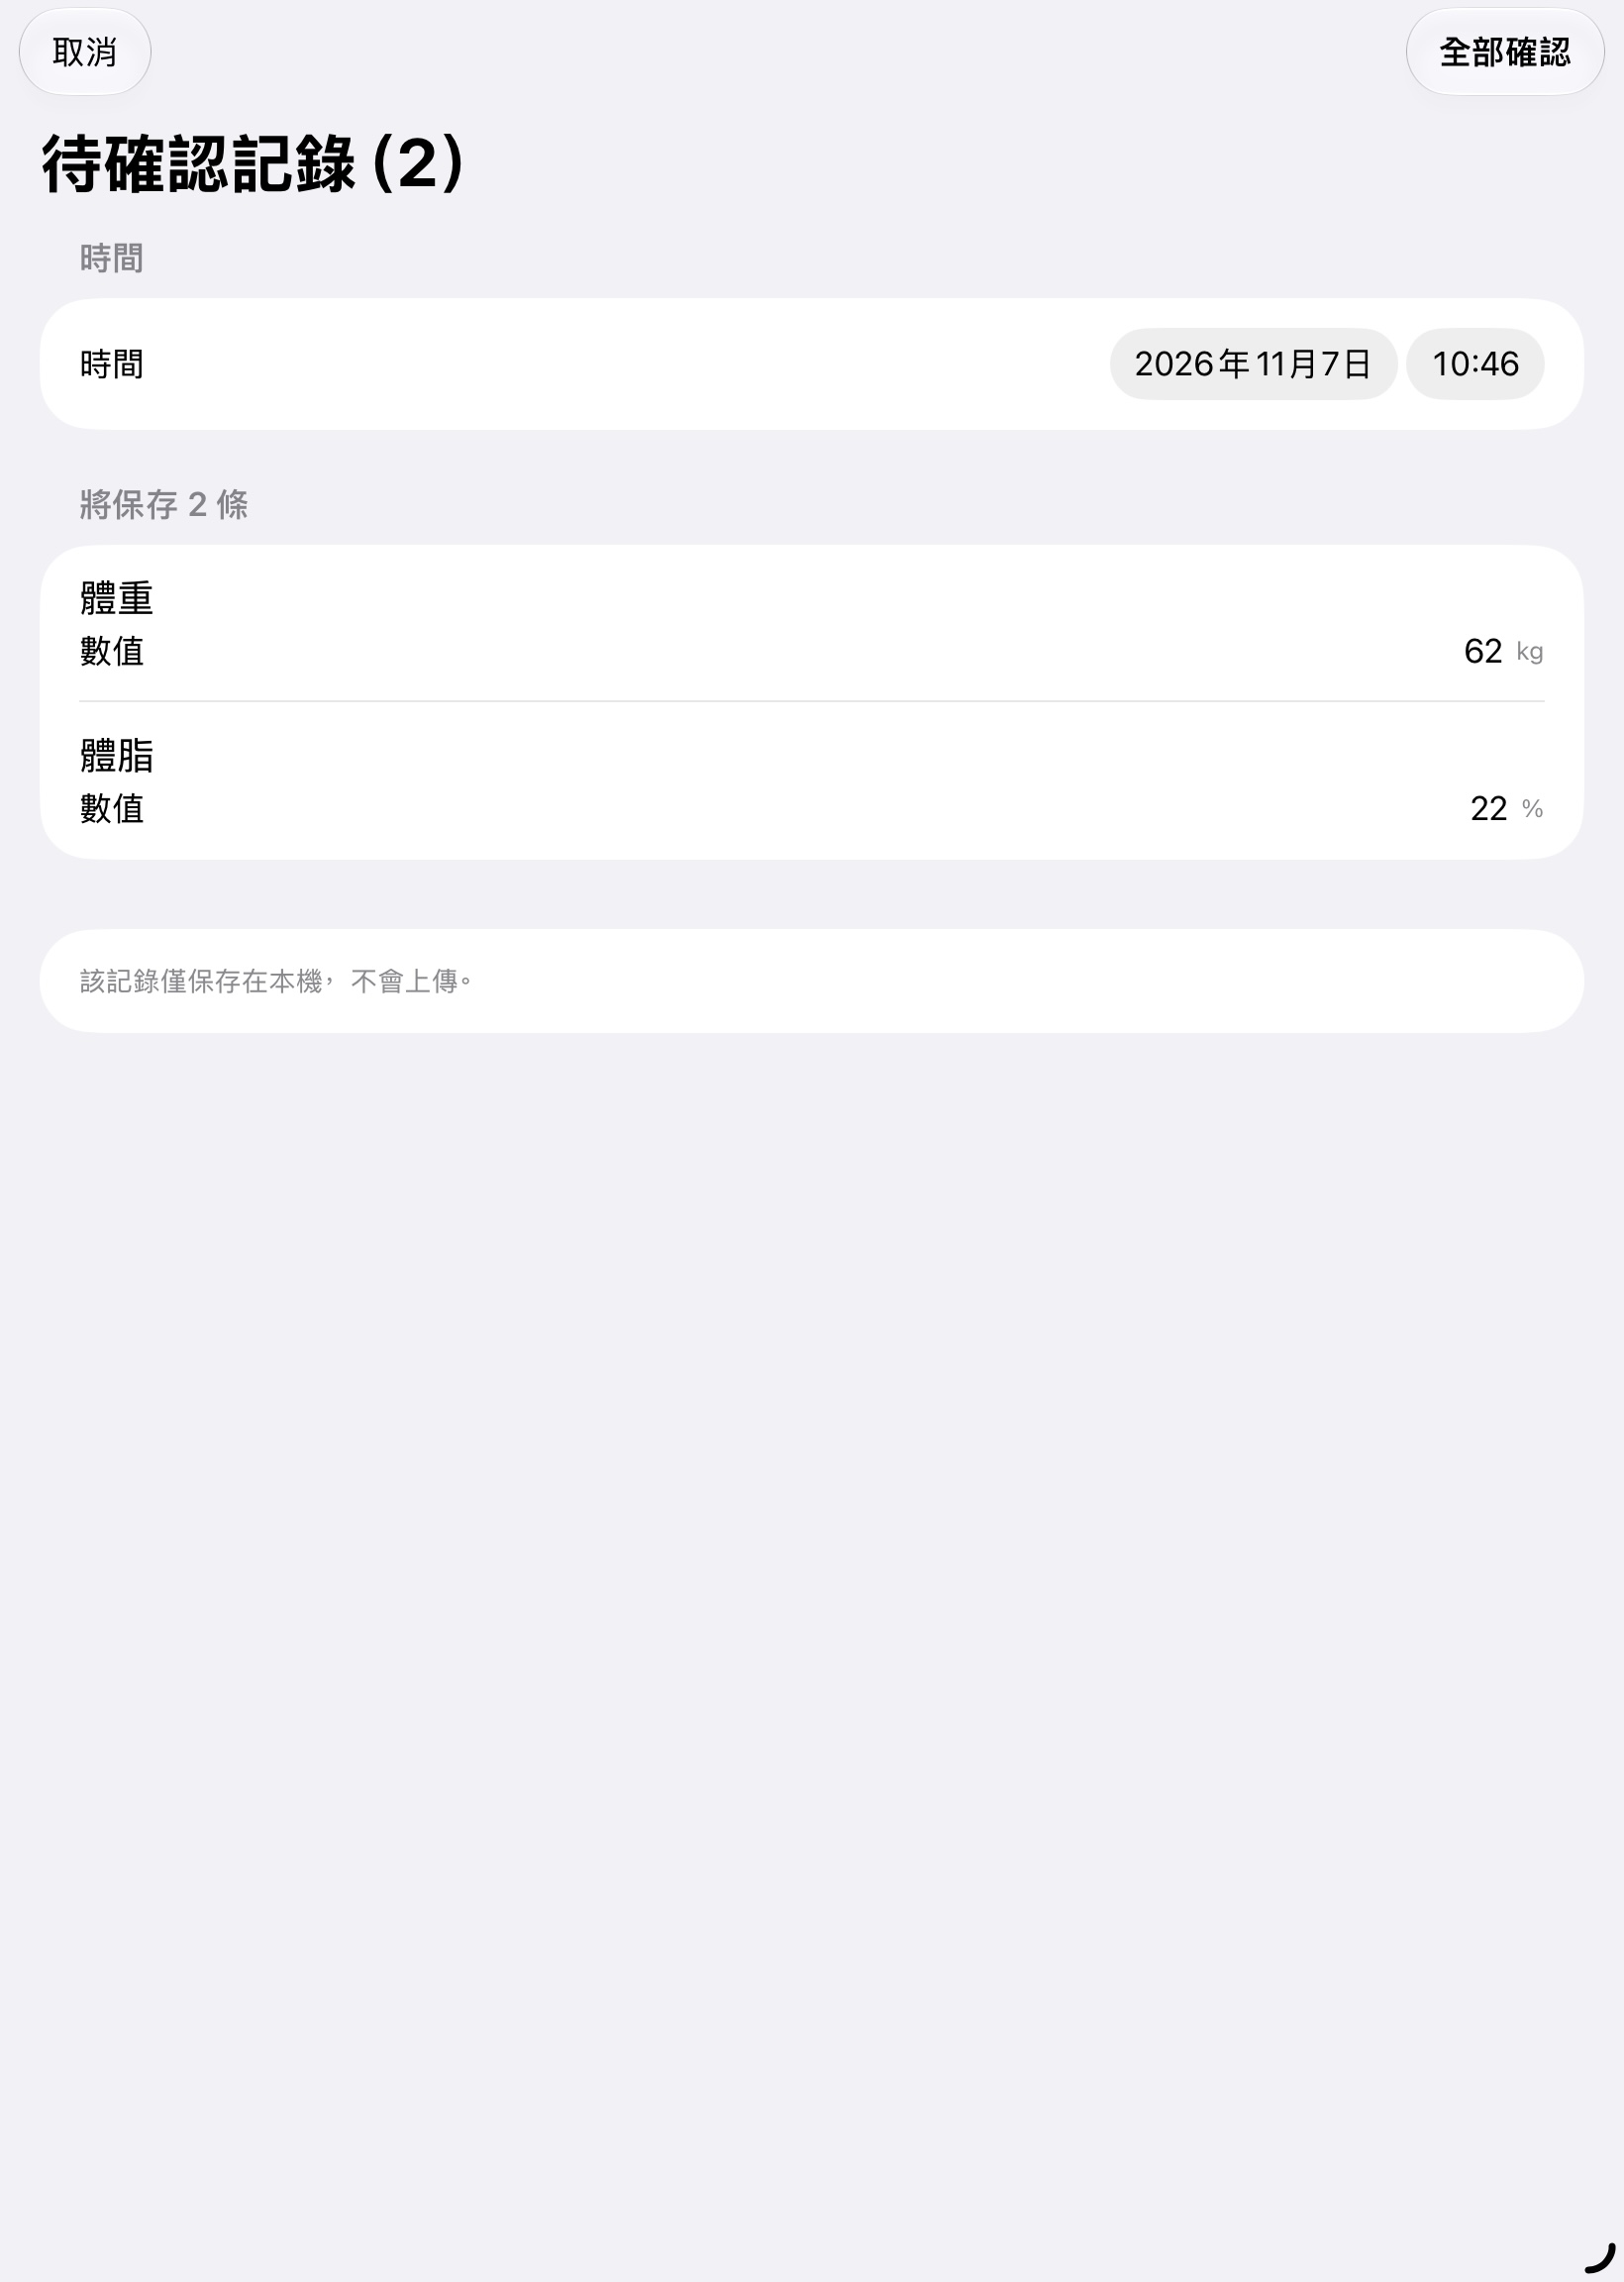 取消
全部確認
待確認記錄 (2)
時間
時間 2026年11月7日 10:46
將保存 2 條
體重
數值 62 kg
體脂
數值 22 %
該記錄僅保存在本機，不會上傳。